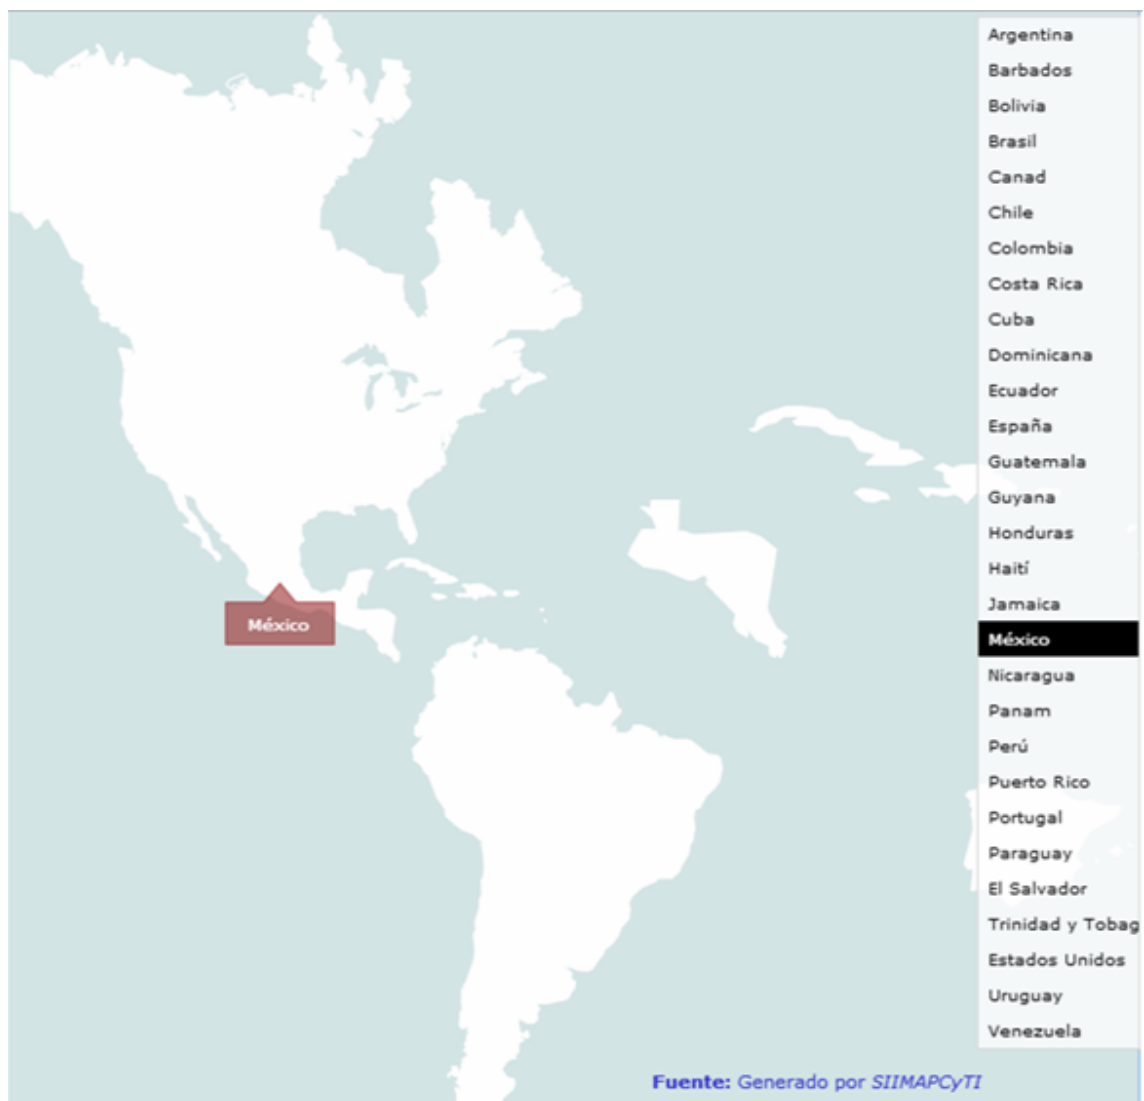 Argentina
Barbados
Bolivia
Brasil
Canad
Chile
Colombia
Costa Rica
Cuba
Dominicana
Ecuador
España
Guatemala
Guyana
Honduras
Haití
Jamaica
México
México
Nicaragua
Panam
Perú
Puerto Rico
Portugal
Paraguay
El Salvador
Trinidad y Tobag
Estados Unidos
Uruguay
Venezuela
Fuente: Generado por SIIMAPCyTI